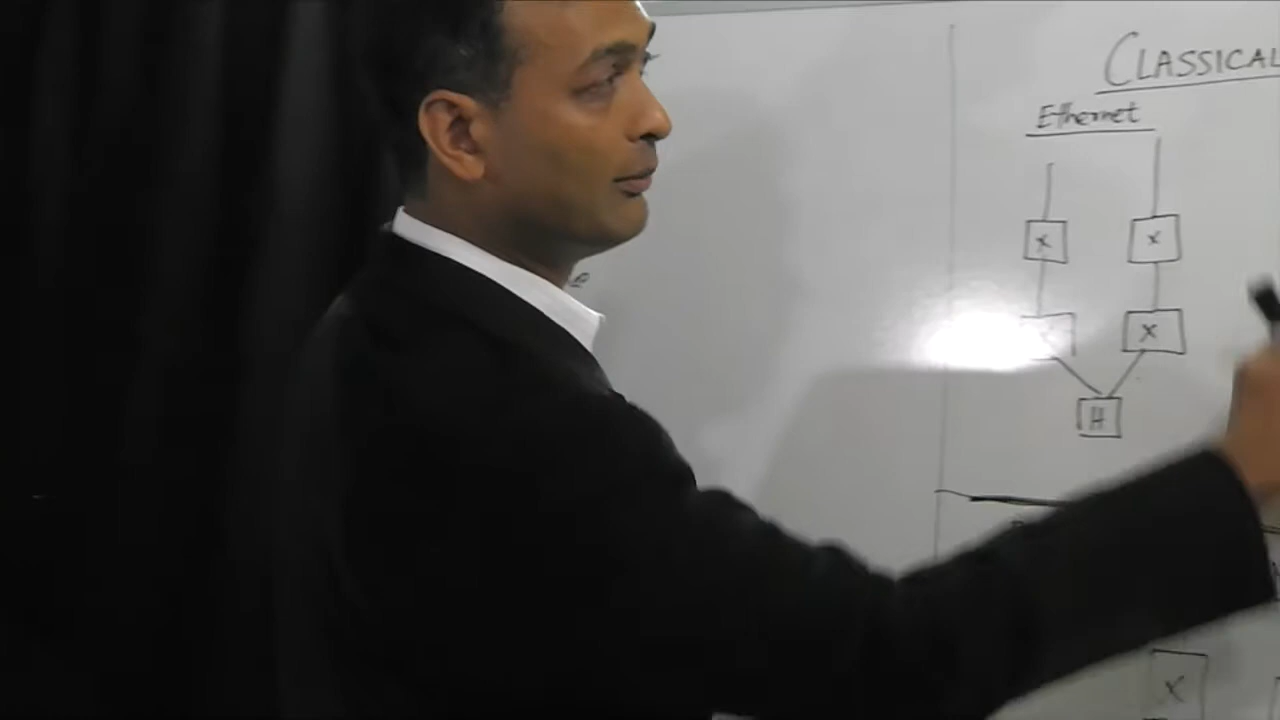 CLASSICAL
Ethernet
X X
X
H
X